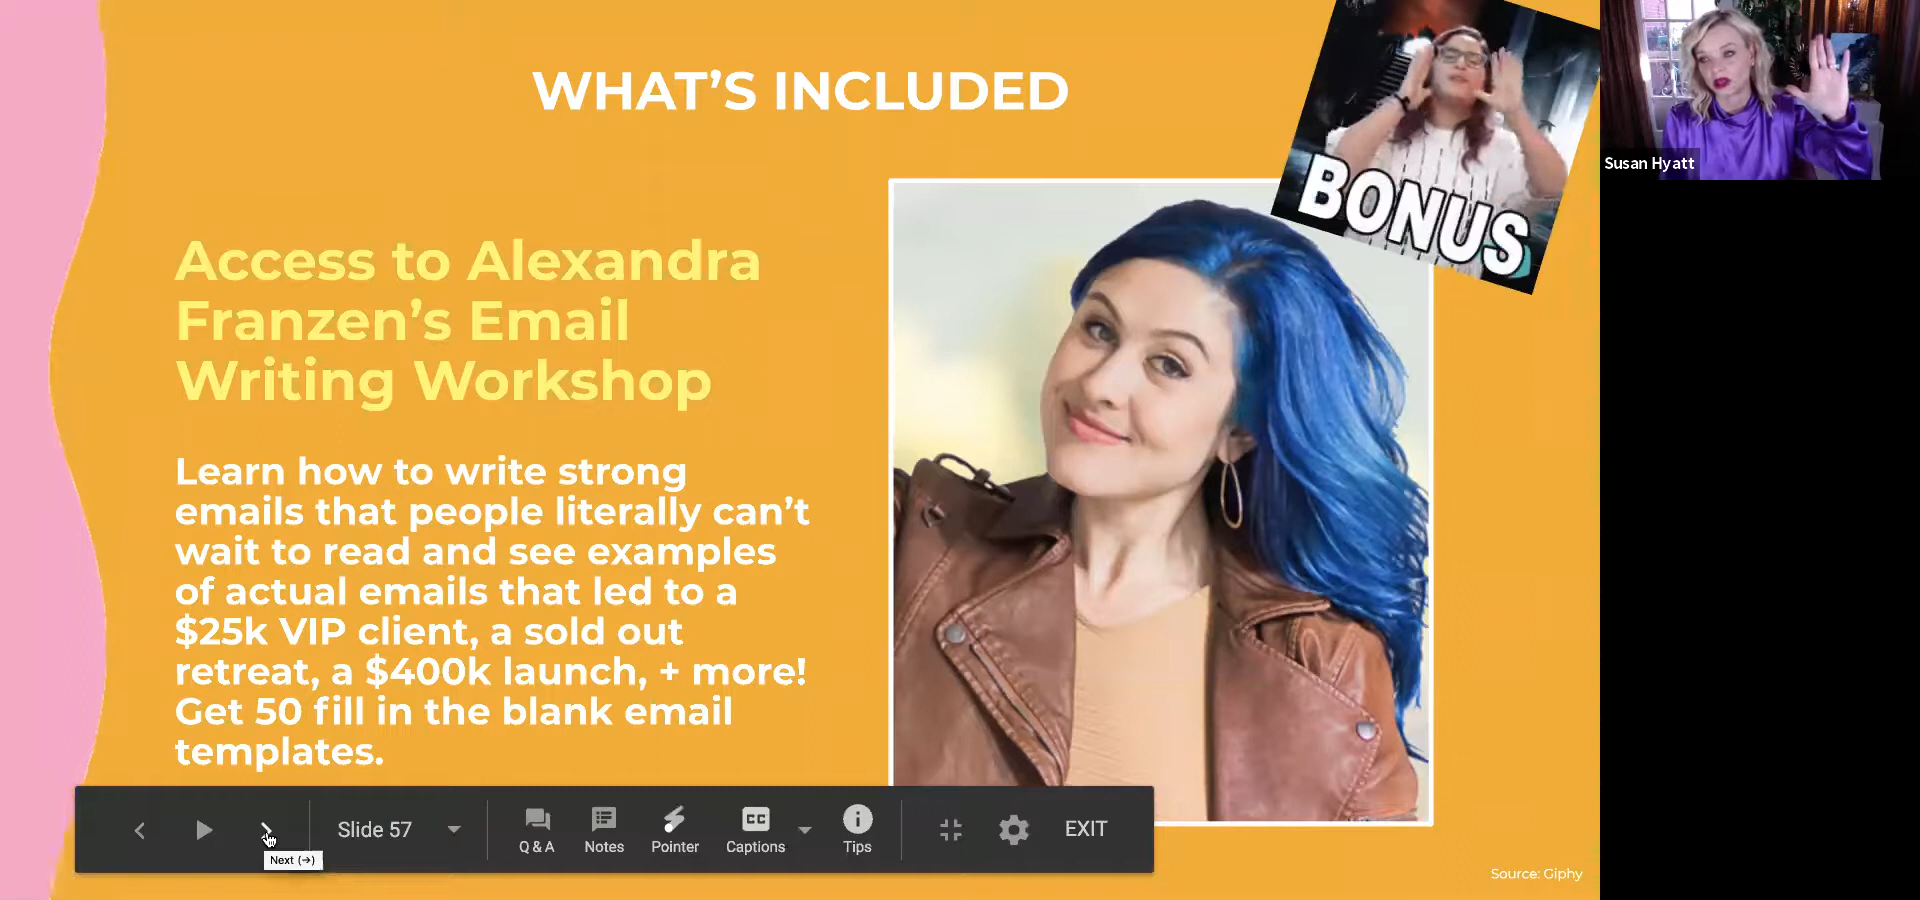 WHAT’S INCLUDED
BONUS
Susan Hyatt
Access to Alexandra
Franzen’s Email
Writing Workshop
Learn how to write strong
emails that people literally can’t
wait to read and see examples
of actual emails that led to a
$25k VIP client, a sold out
retreat, a $400k launch, + more!
Get 50 fill in the blank email
templates.
Slide 57
Q & A
Notes
Pointer
CC
Captions
Tips
EXIT
Next (→)
Source: Giphy